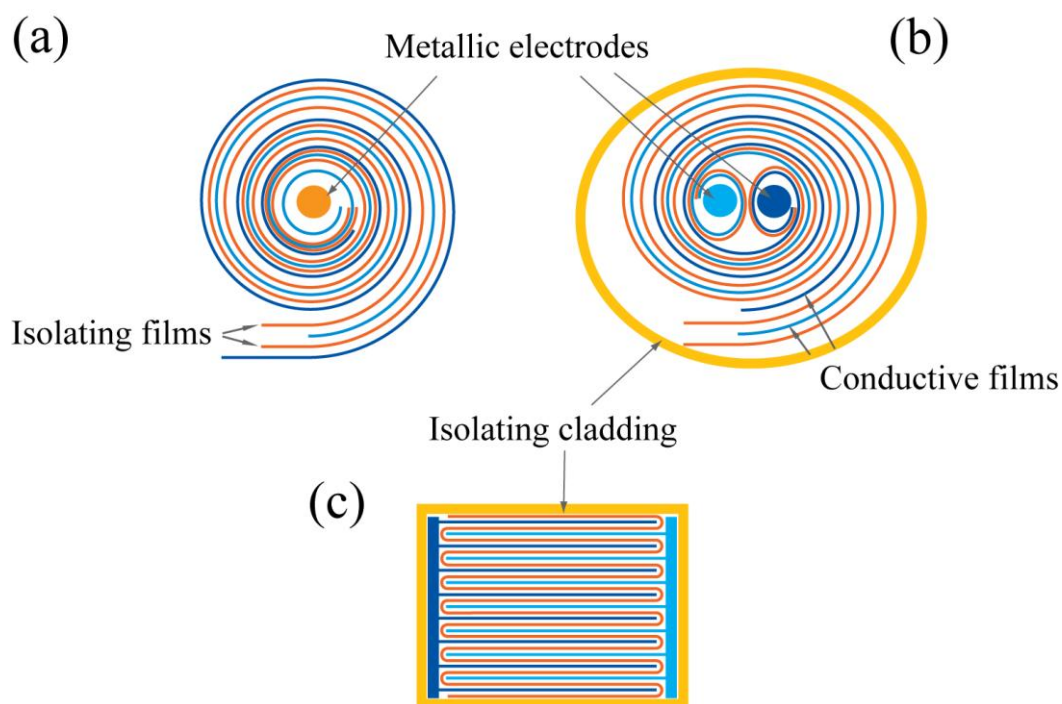 (a)
Metallic electrodes
(b)
Isolating films
Conductive films
Isolating cladding
(c)